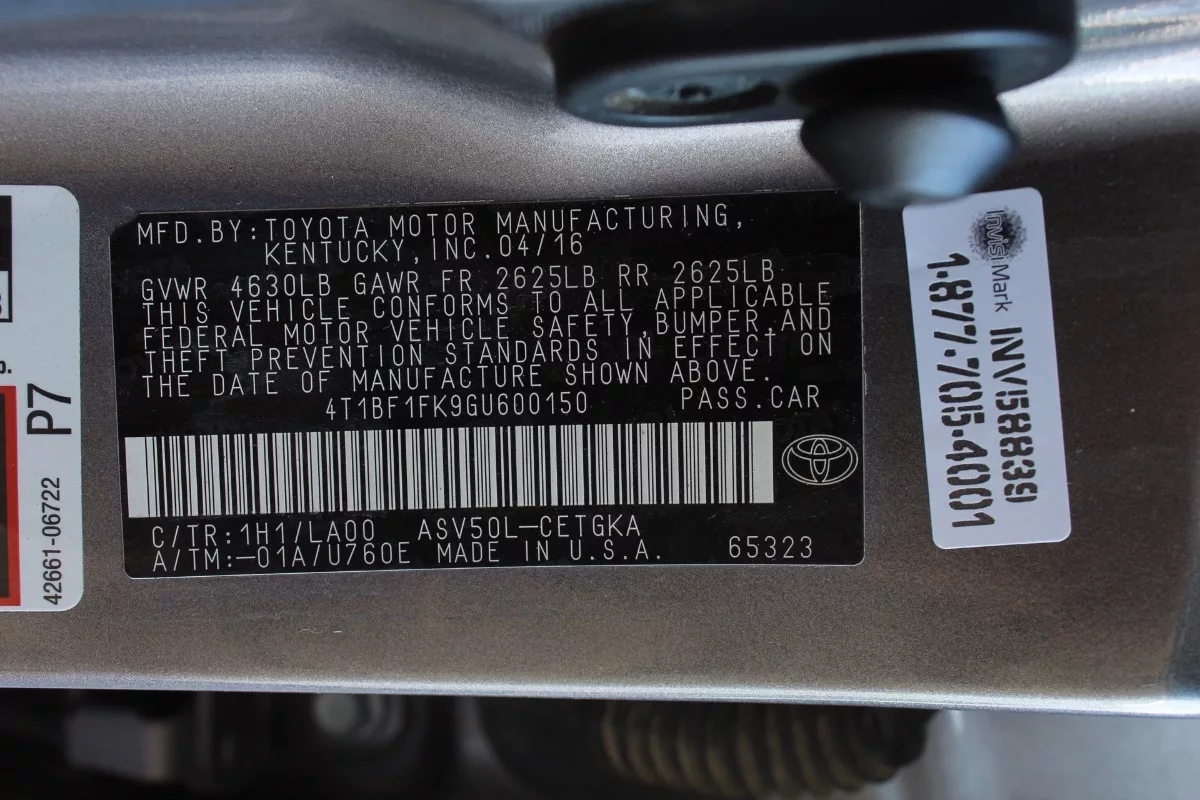 MFD.BY:TOYOTA MOTOR MANUFACTURING,
KENTUCKY, INC. 04/16
GVWR 4630LB GAWR FR 2625LB RR 2625LB
THIS VEHICLE CONFORMS TO ALL APPLICABLE
FEDERAL MOTOR VEHICLE SAFETY, BUMPER, AND
THEFT PREVENTION STANDARDS IN EFFECT ON
THE DATE OF MANUFACTURE SHOWN ABOVE.
4T1BF1FK9GU600150 PASS.CAR
C/TR:1H1/LA00 ASV50L-CETGKA
A/TM:-01A/U760E MADE IN U.S.A. 65323
P7
42661-06722
InvisiMark
INV58839
1.877.705.4001